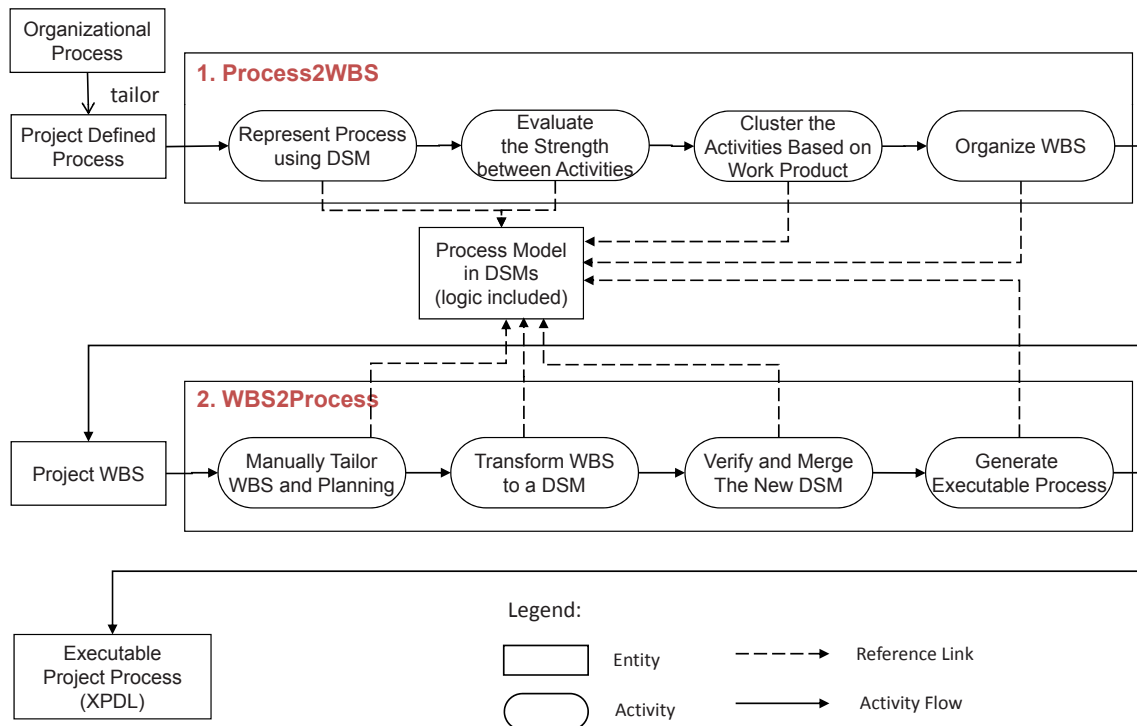 Organizational
Process
tailor
Project Defined
Process
1. Process2WBS
Represent Process
using DSM
Evaluate
the Strength
between Activities
Cluster the
Activities Based on
Work Product
Organize WBS
Process Model
in DSMs
(logic included)
2. WBS2Process
Project WBS
Manually Tailor
WBS and Planning
Transform WBS
to a DSM
Verify and Merge
The New DSM
Generate
Executable Process
Executable
Project Process
(XPDL)
Legend:
Entity
Reference Link
Activity
Activity Flow